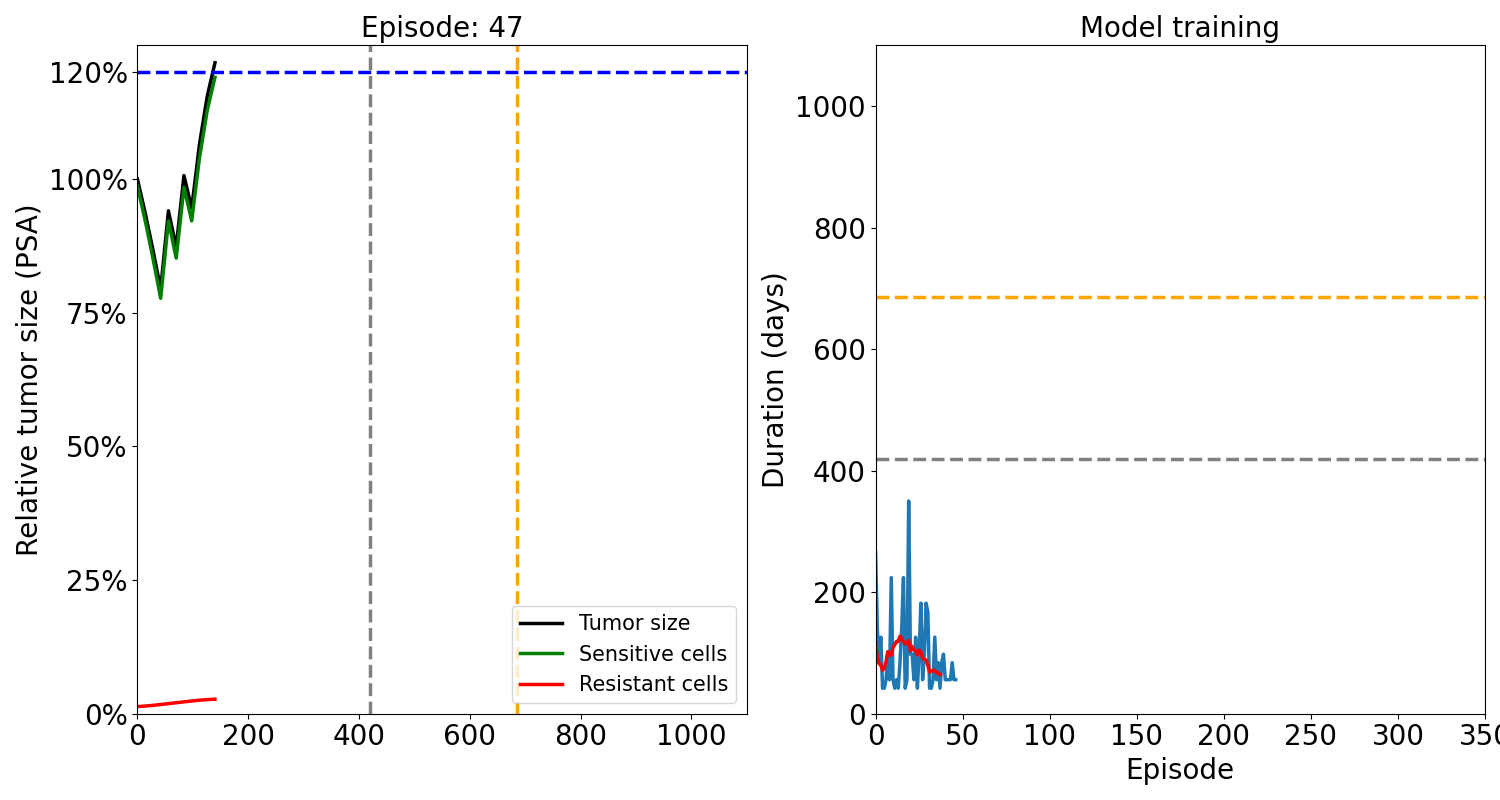 Episode: 47
Relative tumor size (PSA)
120%
100%
75%
50%
25%
0%
0 200 400 600 800 1000
Tumor size
Sensitive cells
Resistant cells
Model training
Duration (days)
1000
800
600
400
200
0
0 50 100 150 200 250 300 350
Episode